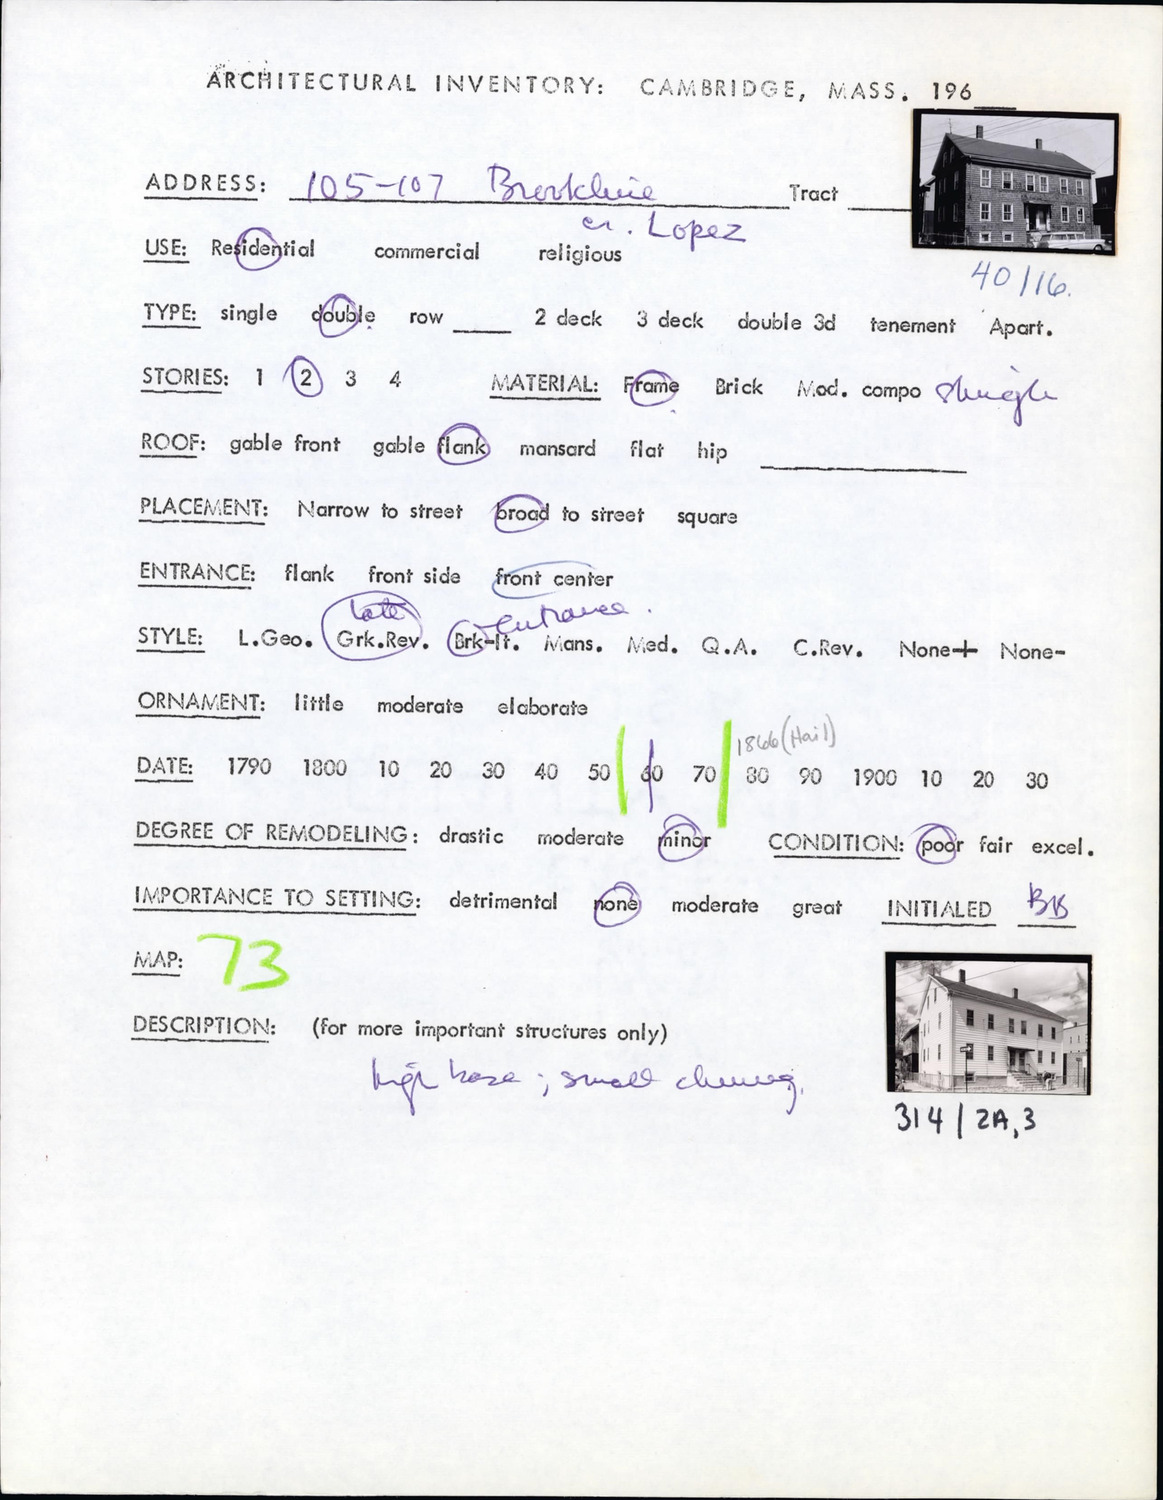 ARCHITECTURAL INVENTORY: CAMBRIDGE, MASS. 196__
ADDRESS: 105-107 Brookline Tract
cr. Lopez
40/16.
USE: Residential commercial religious
TYPE: single double row ____ 2 deck 3 deck double 3d tenement Apart.
STORIES: 1 2 3 4 MATERIAL: Frame Brick Mod. compo shingle
ROOF: gable front gable flank mansard flat hip
PLACEMENT: Narrow to street broad to street square
ENTRANCE: flank front side front center
late entrance.
STYLE: L.Geo. Grk.Rev. Brk-It. Mans. Med. Q.A. C.Rev. None+ None-
ORNAMENT: little moderate elaborate
1866 (Hail)
DATE: 1790 1800 10 20 30 40 50 60 70 80 90 1900 10 20 30
DEGREE OF REMODELING: drastic moderate minor CONDITION: poor fair excel.
IMPORTANCE TO SETTING: detrimental none moderate great INITIALED BB
MAP: 73
DESCRIPTION: (for more important structures only)
high base; small
314/2A,3